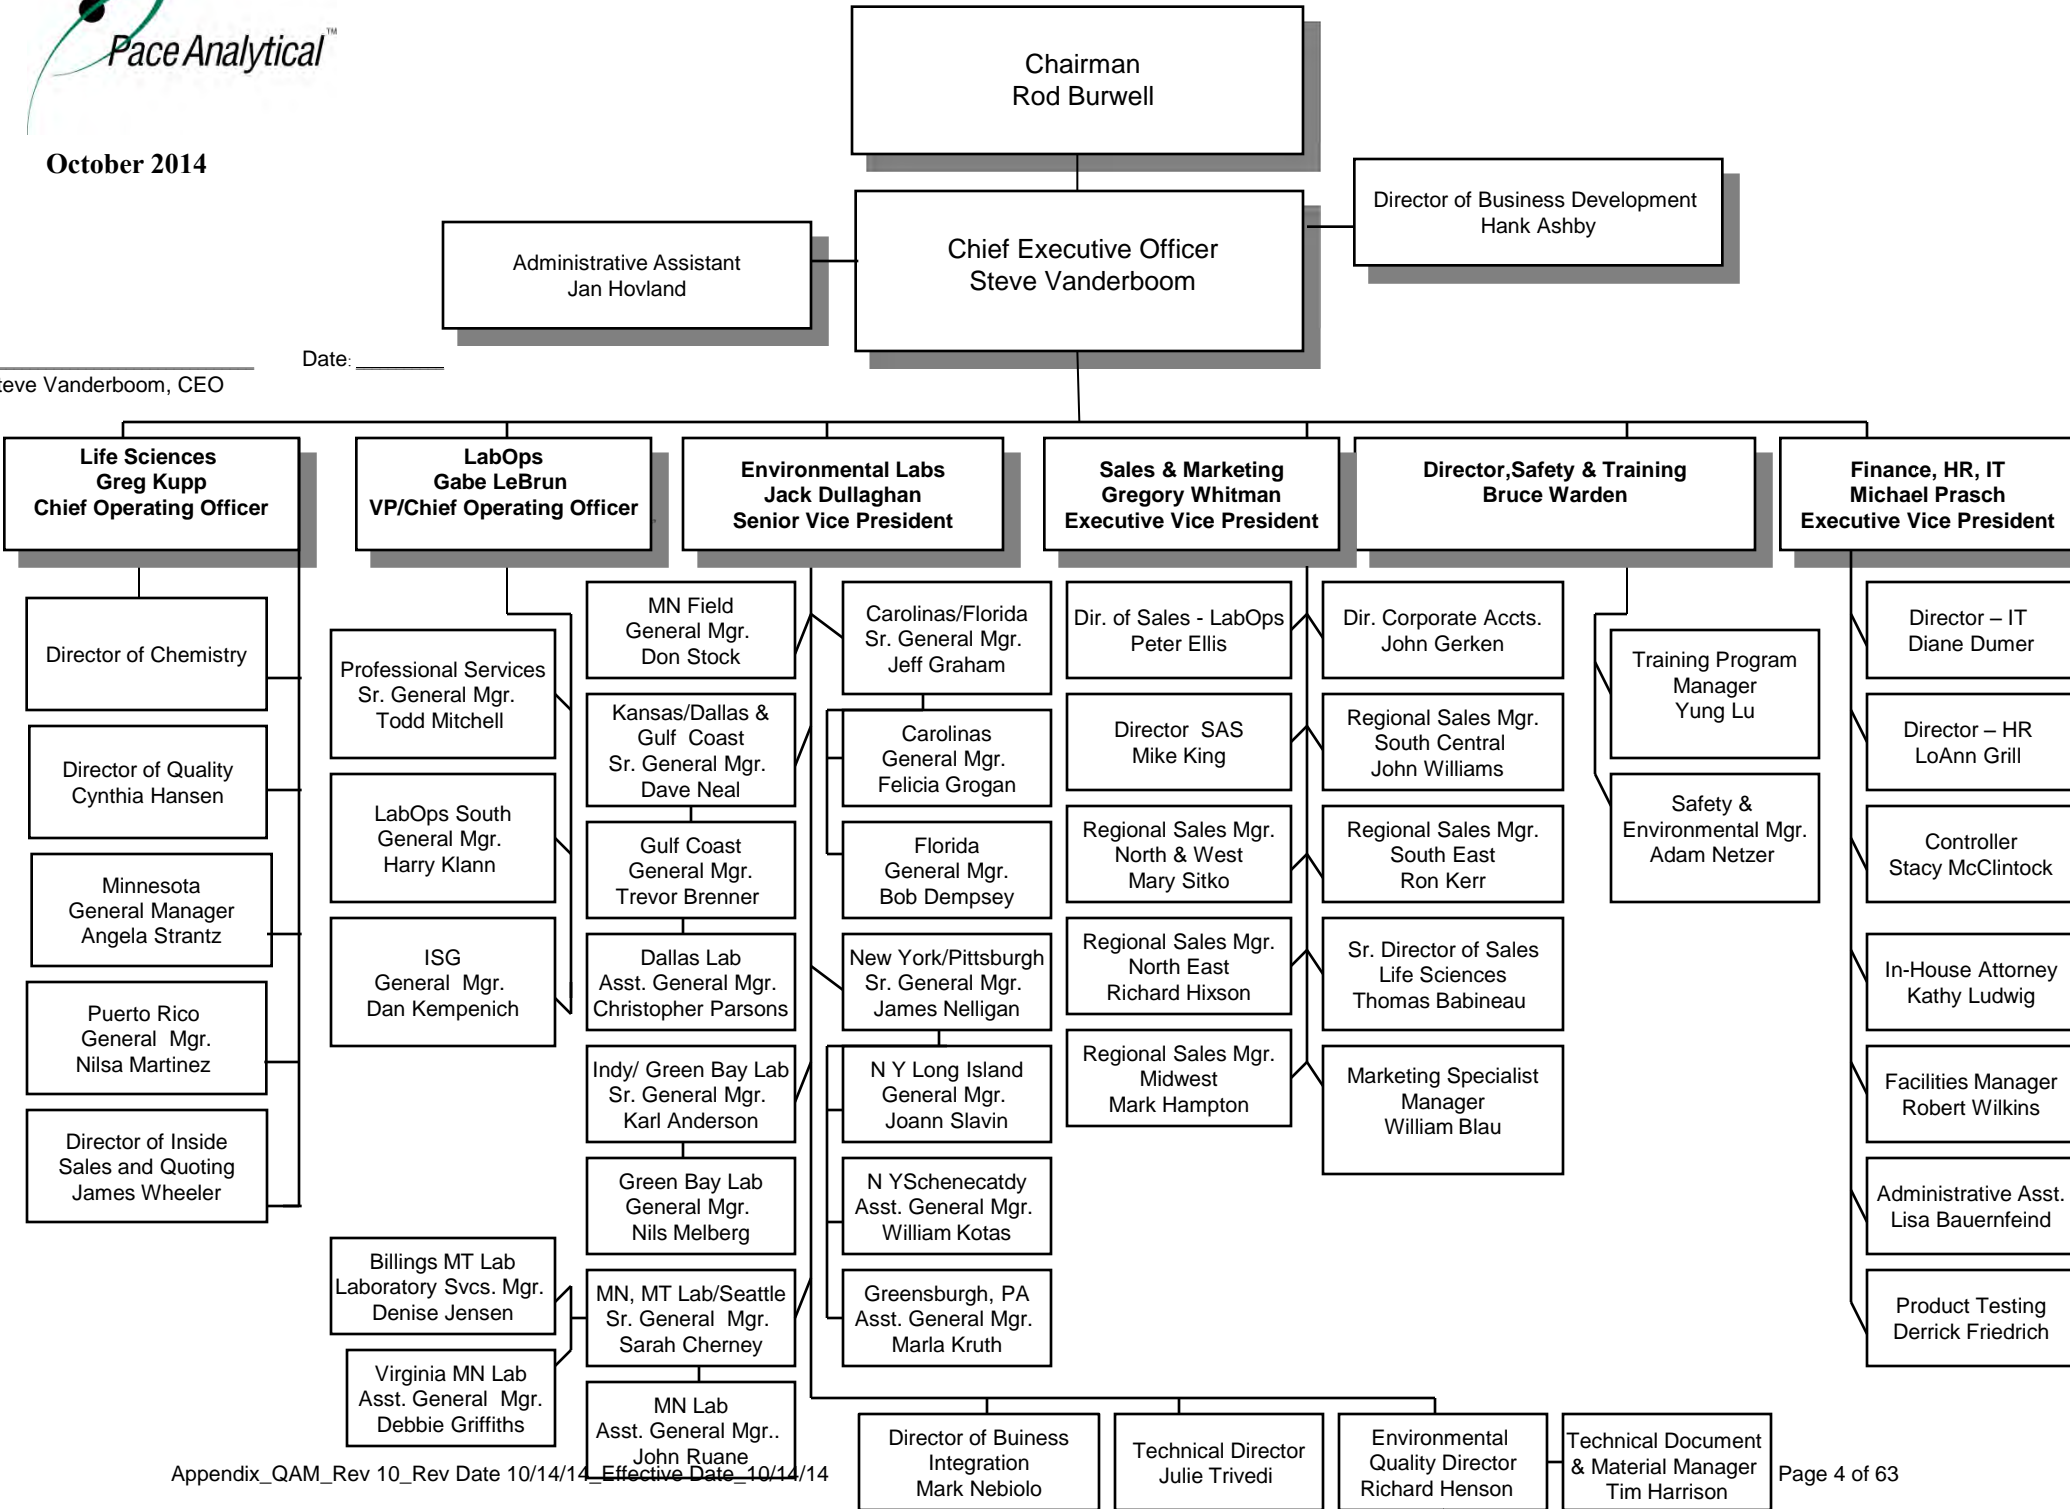 Pace Analytical™
October 2014
Chairman
Rod Burwell
Director of Business Development
Hank Ashby
Chief Executive Officer
Steve Vanderboom
Administrative Assistant
Jan Hovland
Date: ________
teve Vanderboom, CEO
Life Sciences
Greg Kupp
Chief Operating Officer
LabOps
Gabe LeBrun
VP/Chief Operating Officer
Environmental Labs
Jack Dullaghan
Senior Vice President
Sales & Marketing
Gregory Whitman
Executive Vice President
Director,Safety & Training
Bruce Warden
Finance, HR, IT
Michael Prasch
Executive Vice President
Director of Chemistry
Director of Quality
Cynthia Hansen
Minnesota
General Manager
Angela Strantz
Puerto Rico
General Mgr.
Nilsa Martinez
Director of Inside
Sales and Quoting
James Wheeler
Professional Services
Sr. General Mgr.
Todd Mitchell
LabOps South
General Mgr.
Harry Klann
ISG
General Mgr.
Dan Kempenich
Billings MT Lab
Laboratory Svcs. Mgr.
Denise Jensen
Virginia MN Lab
Asst. General Mgr.
Debbie Griffiths
MN Field
General Mgr.
Don Stock
Kansas/Dallas &
Gulf Coast
Sr. General Mgr.
Dave Neal
Gulf Coast
General Mgr.
Trevor Brenner
Dallas Lab
Asst. General Mgr.
Christopher Parsons
Indy/ Green Bay Lab
Sr. General Mgr.
Karl Anderson
Green Bay Lab
General Mgr.
Nils Melberg
MN, MT Lab/Seattle
Sr. General Mgr.
Sarah Cherney
MN Lab
Asst. General Mgr..
John Ruane
Carolinas/Florida
Sr. General Mgr.
Jeff Graham
Carolinas
General Mgr.
Felicia Grogan
Florida
General Mgr.
Bob Dempsey
New York/Pittsburgh
Sr. General Mgr.
James Nelligan
N Y Long Island
General Mgr.
Joann Slavin
N YSchenecatdy
Asst. General Mgr.
William Kotas
Greensburgh, PA
Asst. General Mgr.
Marla Kruth
Dir. of Sales - LabOps
Peter Ellis
Director SAS
Mike King
Regional Sales Mgr.
North & West
Mary Sitko
Regional Sales Mgr.
North East
Richard Hixson
Regional Sales Mgr.
Midwest
Mark Hampton
Dir. Corporate Accts.
John Gerken
Regional Sales Mgr.
South Central
John Williams
Regional Sales Mgr.
South East
Ron Kerr
Sr. Director of Sales
Life Sciences
Thomas Babineau
Marketing Specialist
Manager
William Blau
Training Program
Manager
Yung Lu
Safety &
Environmental Mgr.
Adam Netzer
Director – IT
Diane Dumer
Director – HR
LoAnn Grill
Controller
Stacy McClintock
In-House Attorney
Kathy Ludwig
Facilities Manager
Robert Wilkins
Administrative Asst.
Lisa Bauernfeind
Product Testing
Derrick Friedrich
Director of Buiness
Integration
Mark Nebiolo
Technical Director
Julie Trivedi
Environmental
Quality Director
Richard Henson
Technical Document
& Material Manager
Tim Harrison
Appendix_QAM_Rev 10_Rev Date 10/14/14_Effective Date_10/14/14
Page 4 of 63